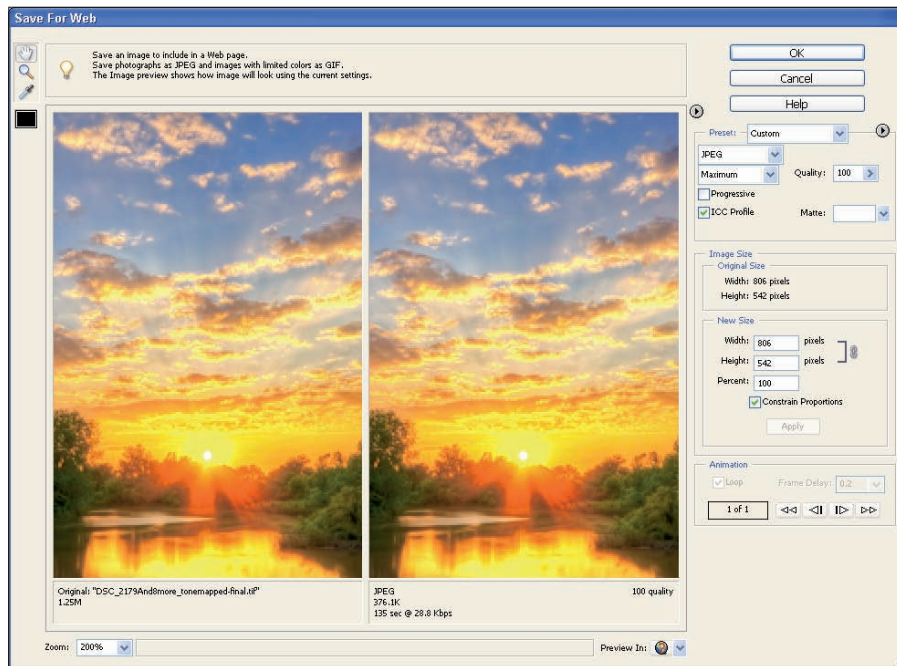 Save For Web
Save an image to include in a Web page.
Save photographs as JPEG and images with limited colors as GIF.
The Image preview shows how image will look using the current settings.
OK
Cancel
Help
Preset: Custom
JPEG
Maximum Quality: 100
Progressive
ICC Profile Matte:
Image Size
Original Size
Width: 806 pixels
Height: 542 pixels
New Size
Width: 806 pixels
Height: 542 pixels
Percent: 100
Constrain Proportions
Apply
Animation
Loop Frame Delay: 0.2
1 of 1
Original: "DSC_2179And8more_tonemapped-final.tif"
1.25M
JPEG 100 quality
376.1K
135 sec @ 28.8 Kbps
Zoom: 200% Preview In: